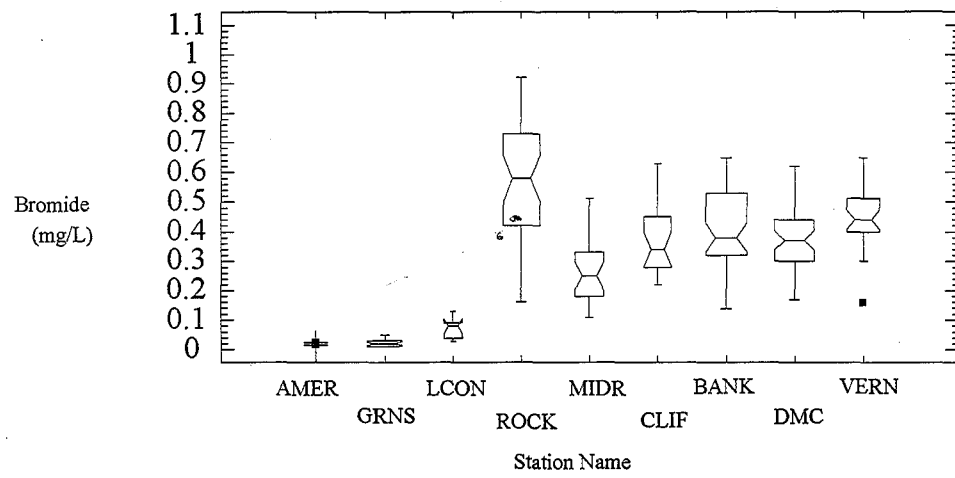 1.1
1
0.9
0.8
0.7
0.6
0.5
0.4
0.3
0.2
0.1
0
Bromide
(mg/L)
AMER
GRNS
LCON
ROCK
MIDR
CLIF
BANK
DMC
VERN
Station Name